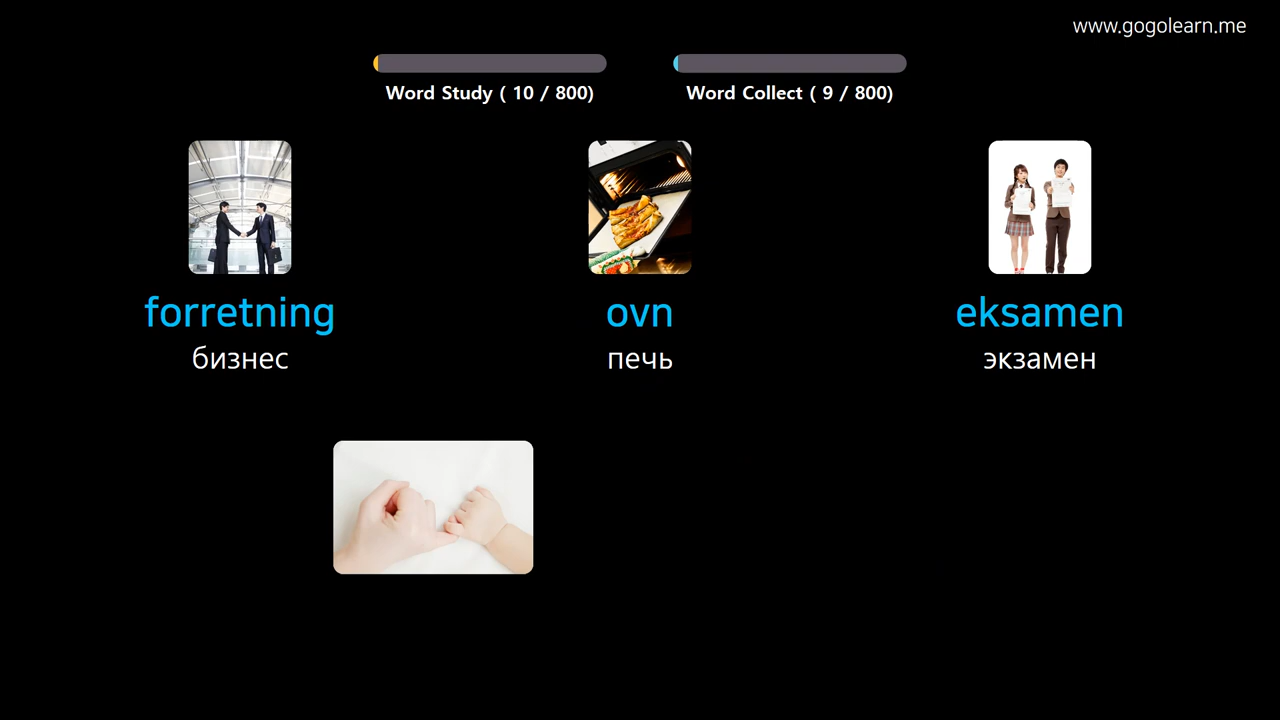 www.gogolearn.me
Word Study ( 10 / 800)
Word Collect ( 9 / 800)
forretning
бизнес
ovn
печь
eksamen
экзамен